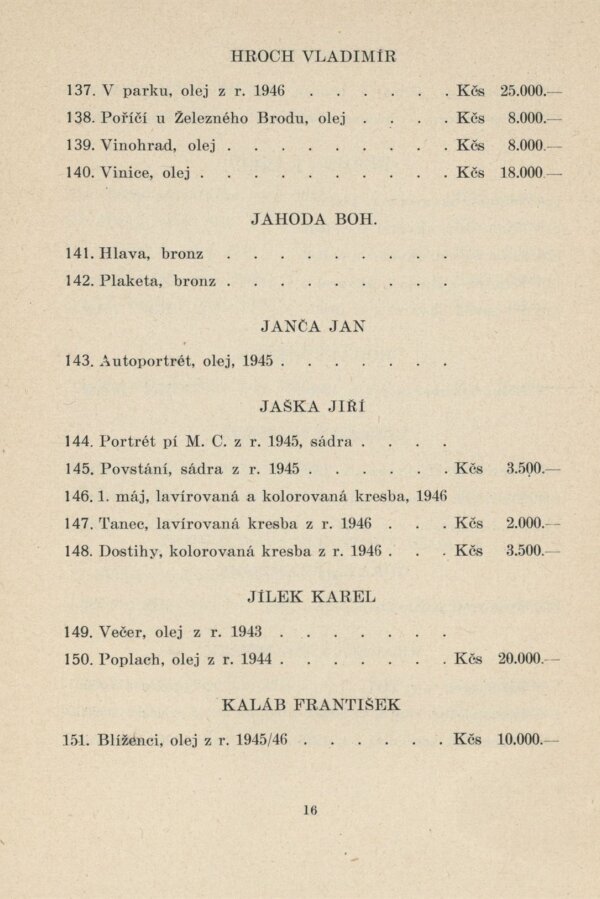 HROCH VLADIMÍR
137. V parku, olej z r. 1946 . . . . . . Kčs 25.000.—
138. Poříčí u Železného Brodu, olej . . . . Kčs 8.000.—
139. Vinohrad, olej . . . . . . . . . Kčs 8.000.—
140. Vinice, olej . . . . . . . . . . Kčs 18.000.—
JAHODA BOH.
141. Hlava, bronz . . . . . . . . .
142. Plaketa, bronz . . . . . . . . .
JANČA JAN
143. Autoportrét, olej, 1945 . . . . . . .
JAŠKA JIŘÍ
144. Portrét pí M. C. z r. 1945, sádra . . . .
145. Povstání, sádra z r. 1945 . . . . . . Kčs 3.500.—
146. 1. máj, lavírovaná a kolorovaná kresba, 1946
147. Tanec, lavírovaná kresba z r. 1946 . . . Kčs 2.000.—
148. Dostihy, kolorovaná kresba z r. 1946 . . . Kčs 3.500.—
JÍLEK KAREL
149. Večer, olej z r. 1943 . . . . . . .
150. Poplach, olej z r. 1944 . . . . . . . Kčs 20.000.—
KALÁB FRANTIŠEK
151. Blíženci, olej z r. 1945/46 . . . . . . Kčs 10.000.—
16